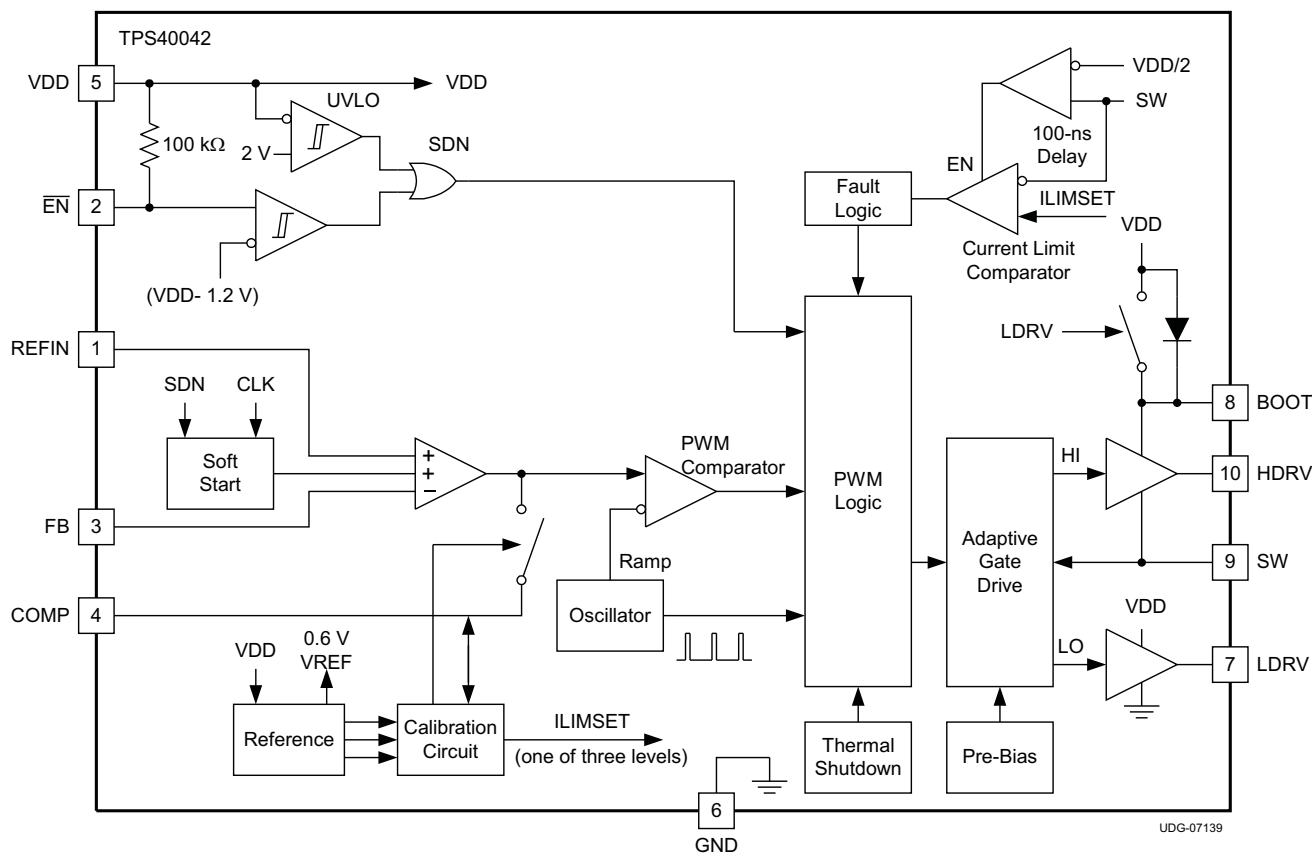 TPS40042
VDD
5
VDD
UVLO
100 kΩ
2 V
SDN
EN
2
(VDD- 1.2 V)
VDD/2
SW
100-ns
Delay
EN
ILIMSET
Fault
Logic
Current Limit
Comparator
VDD
LDRV
REFIN
1
SDN
CLK
Soft
Start
+
+
−
FB
3
PWM
Comparator
PWM
Logic
Adaptive
Gate
Drive
HI
8
BOOT
10
HDRV
9
SW
Ramp
Oscillator
COMP
4
VDD
LO
7
LDRV
VDD
0.6 V
VREF
Reference
Calibration
Circuit
ILIMSET
(one of three levels)
Thermal
Shutdown
Pre-Bias
6
GND
UDG-07139